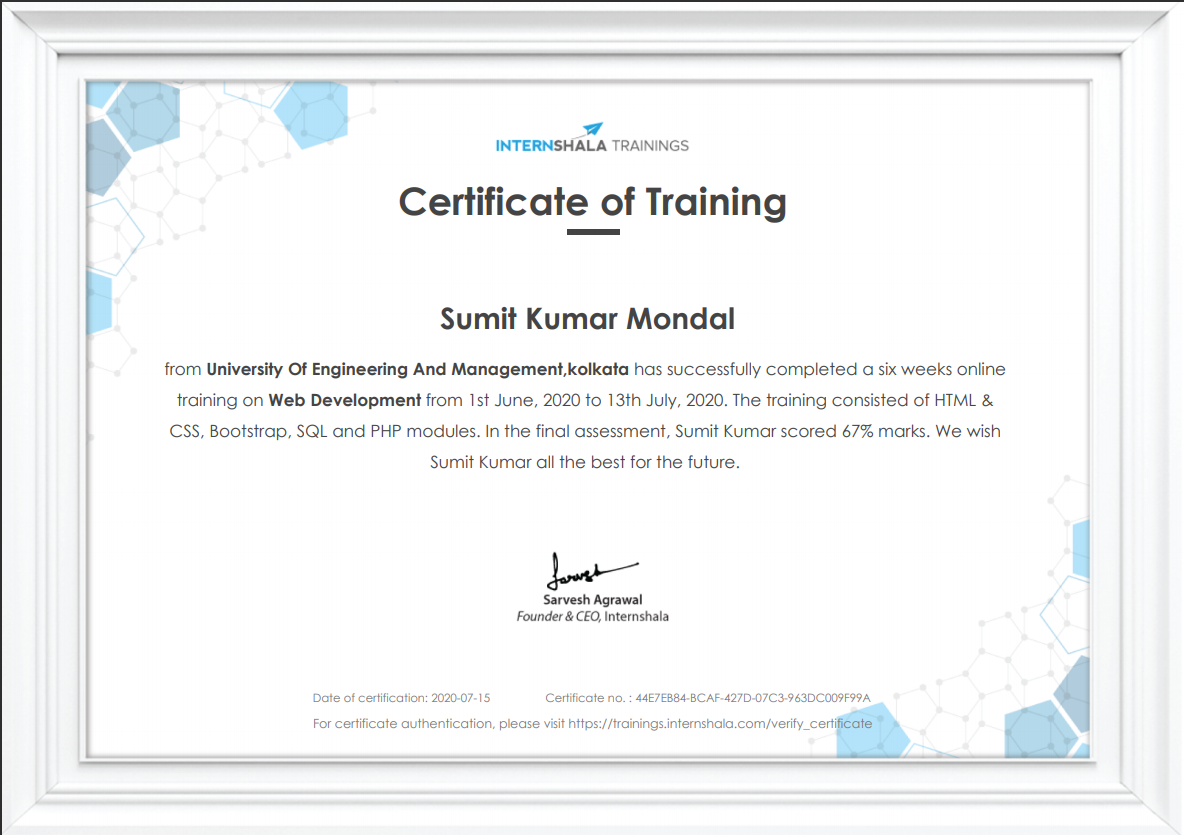 INTERNSHALA TRAININGS
Certificate of Training
Sumit Kumar Mondal
from University Of Engineering And Management,kolkata has successfully completed a six weeks online
training on Web Development from 1st June, 2020 to 13th July, 2020. The training consisted of HTML &
CSS, Bootstrap, SQL and PHP modules. In the final assessment, Sumit Kumar scored 67% marks. We wish
Sumit Kumar all the best for the future.
Sarvesh
Sarvesh Agrawal
Founder & CEO, Internshala
Date of certification: 2020-07-15 Certificate no. : 44E7EB84-BCAF-427D-07C3-963DC009F99A
For certificate authentication, please visit https://trainings.internshala.com/verify_certificate